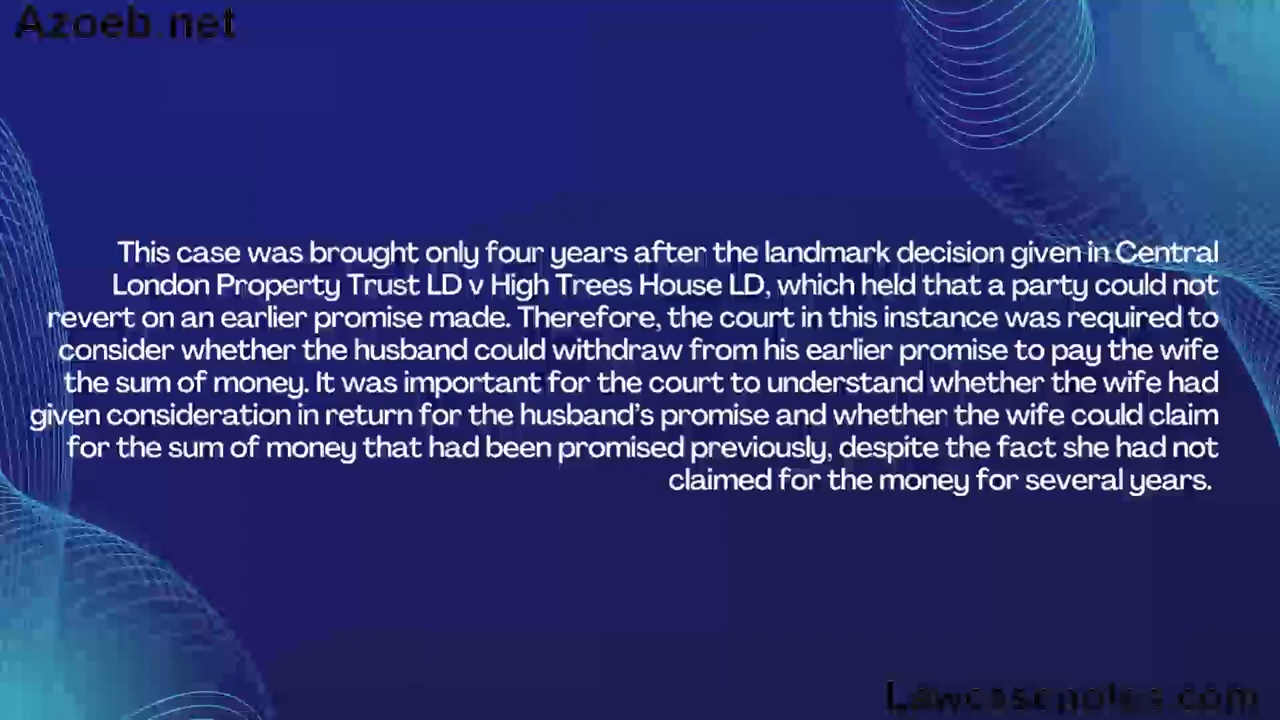 Azoeb.net
This case was brought only four years after the landmark decision given in Central
London Property Trust LD v High Trees House LD, which held that a party could not
revert on an earlier promise made. Therefore, the court in this instance was required to
consider whether the husband could withdraw from his earlier promise to pay the wife
the sum of money. It was important for the court to understand whether the wife had
given consideration in return for the husband’s promise and whether the wife could claim
for the sum of money that had been promised previously, despite the fact she had not
claimed for the money for several years.
Lawcasenotes.com